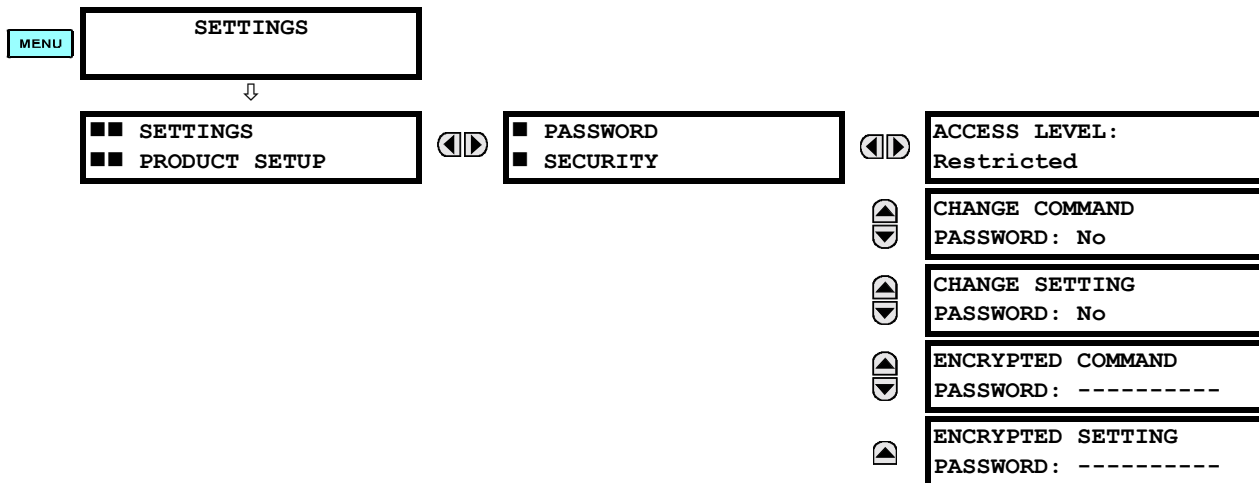 MENU
SETTINGS
■■ SETTINGS
■■ PRODUCT SETUP
■ PASSWORD
■ SECURITY
ACCESS LEVEL:
Restricted
CHANGE COMMAND
PASSWORD: No
CHANGE SETTING
PASSWORD: No
ENCRYPTED COMMAND
PASSWORD: ----------
ENCRYPTED SETTING
PASSWORD: ----------